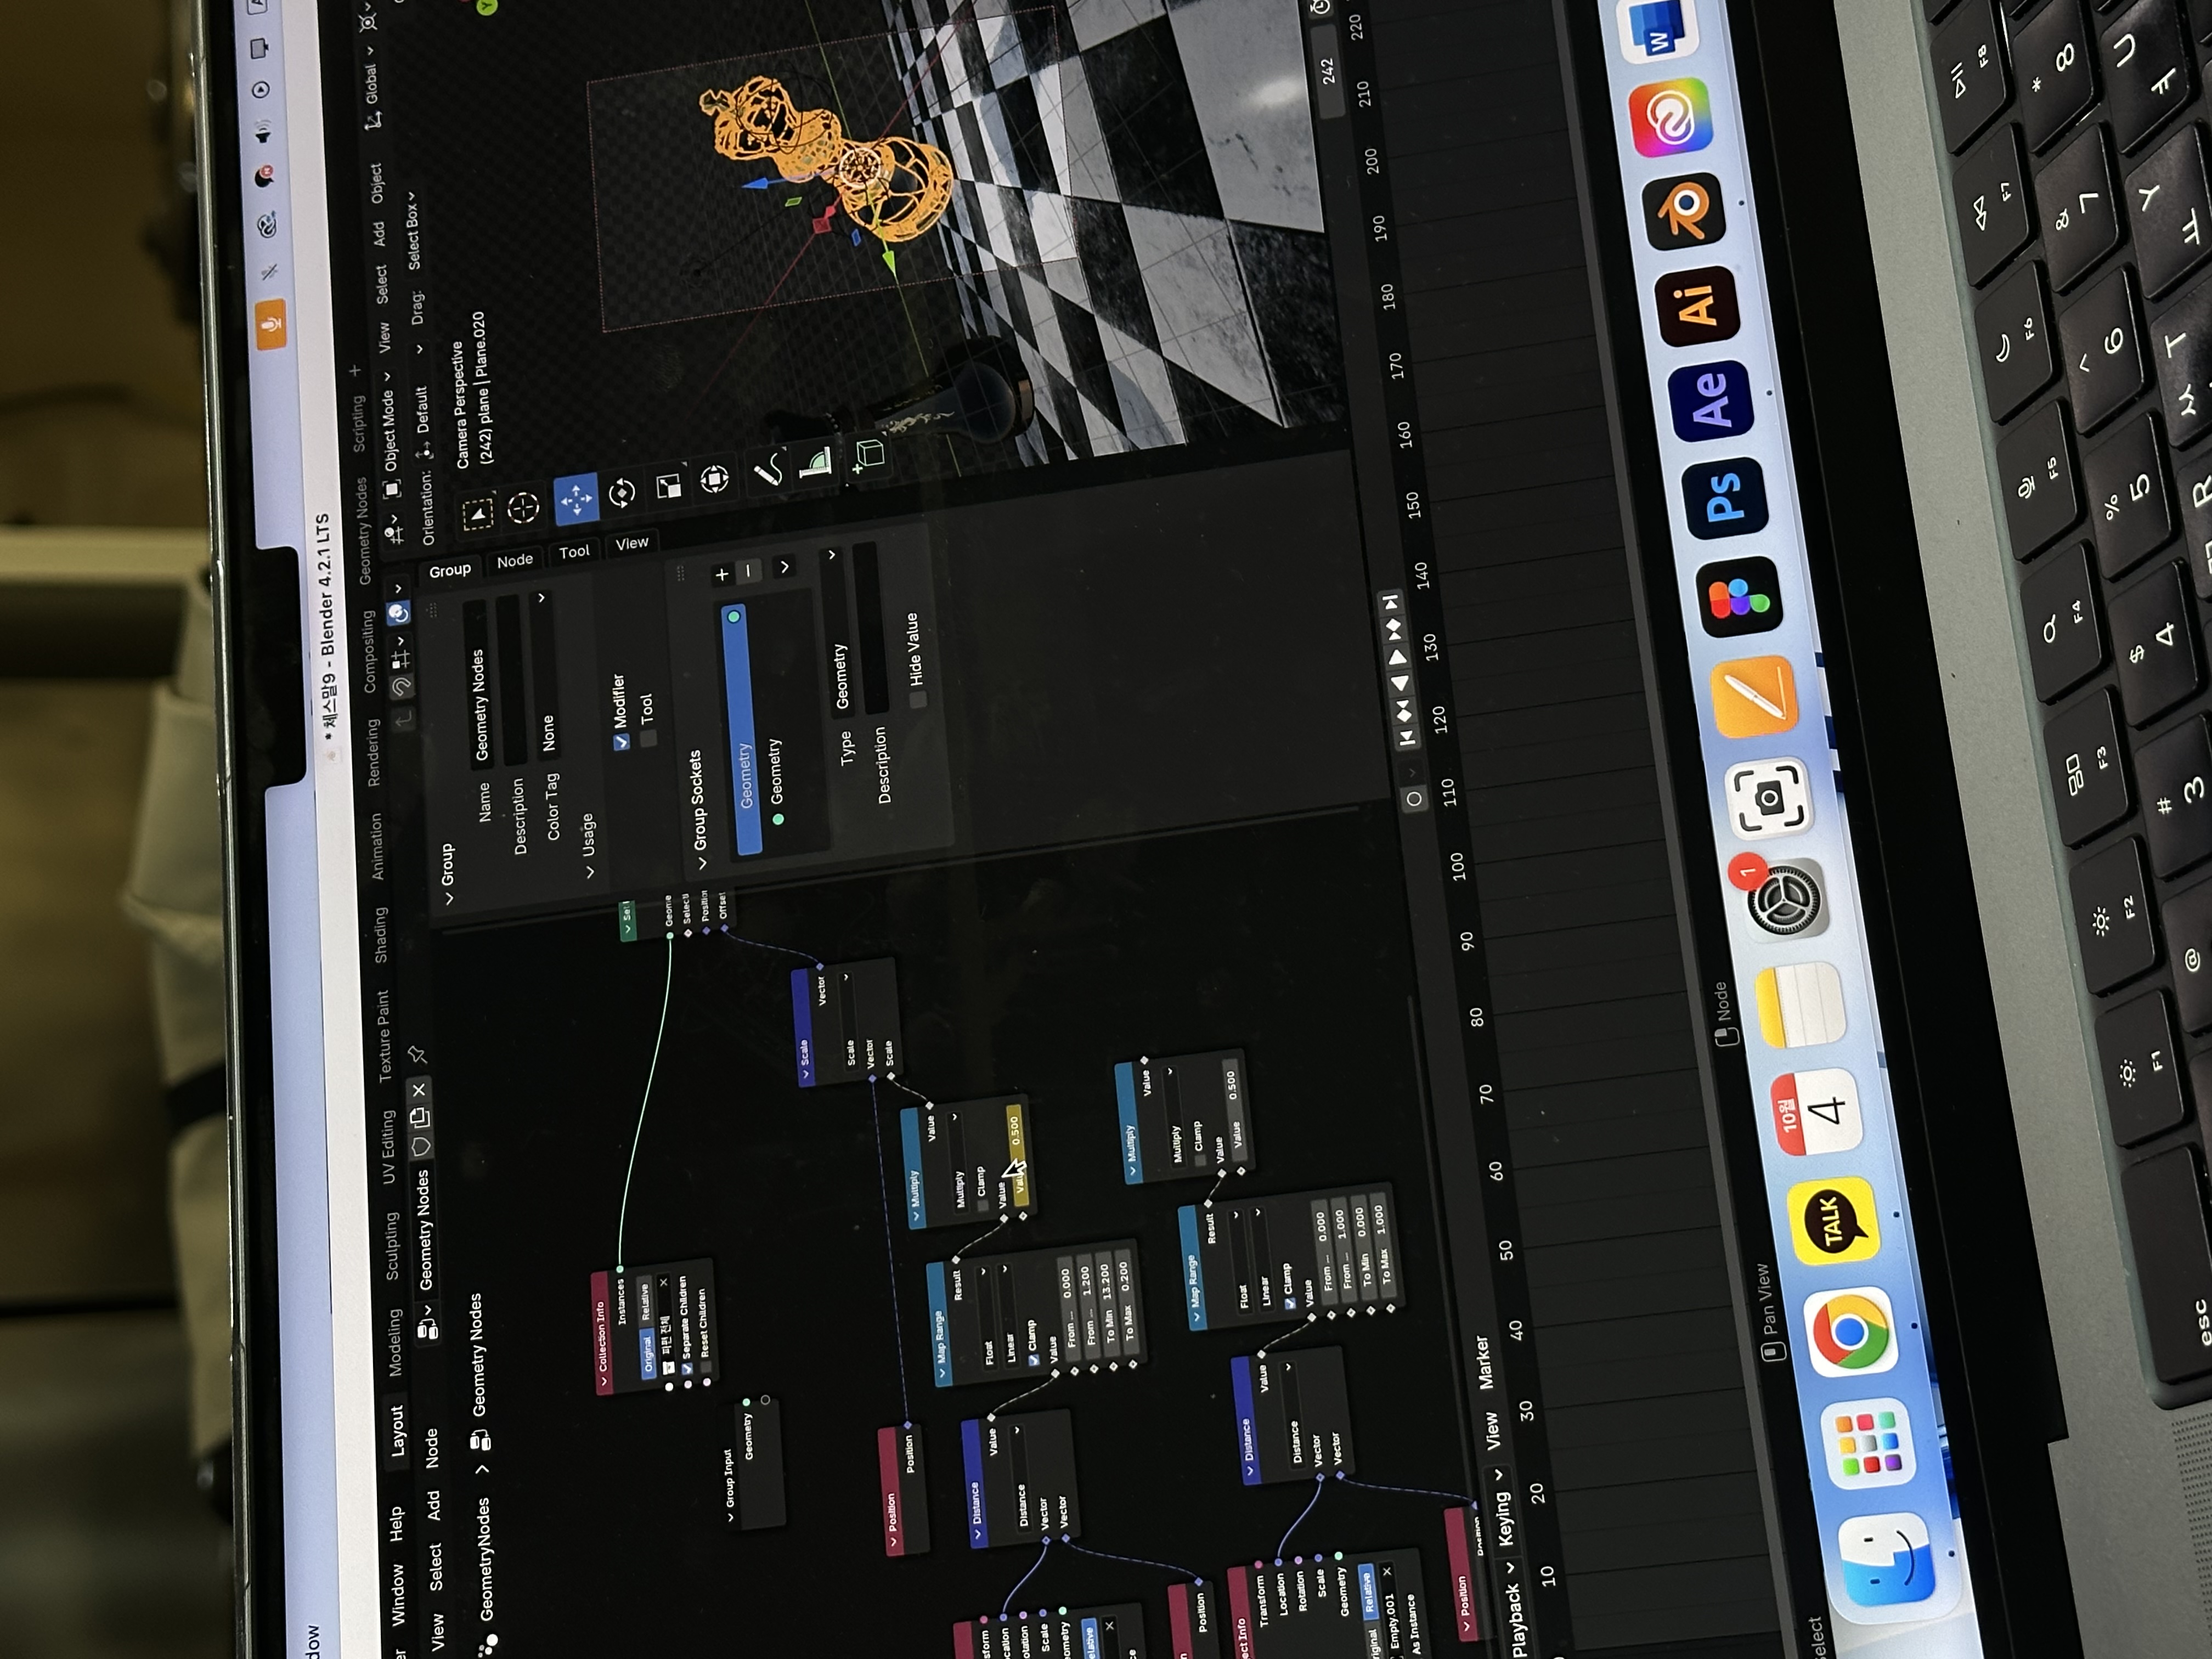 dow
* 체스말9 - Blender 4.2.1 LTS
Window Help Layout Modeling Sculpting UV Editing Texture Paint Shading Animation Rendering Compositing Geometry Nodes Scripting +
View Select Add Node
Geometry Nodes
GeometryNodes > Geometry Nodes
Collection Info
Instances
Original Relative
파편 전체
Separate Children
Reset Children
Group Input
Geometry
Geome
Selecti
Position
Offset
Scale
Vector
Scale
Vector
Scale
Position
Position
Multiply
Value
Multiply
Clamp
Value
0.500
Map Range
Result
Float
Linear
Clamp
Value
From ... 0.000
From ... 1.200
To Min 13.200
To Max 0.200
Distance
Value
Distance
Vector
Vector
sform
cation
otation
Scale
ometry
elative
ce
n
Position
Multiply
Value
Multiply
Clamp
Value
Value 0.500
Map Range
Result
Float
Linear
Clamp
Value
From ... 0.000
From ... 1.000
To Min 0.000
To Max 1.000
Distance
Value
Distance
Vector
Vector
ect Info
Transform
Location
Rotation
Scale
Geometry
riginal Relative
Empty.001
As Instance
Position
Position
Group
Name Geometry Nodes
Description
Color Tag None
Usage
Modifier
Tool
Group Sockets
Geometry
Geometry
Type Geometry
Description
Hide Value
Group
Node
Tool
View
Object Mode View Select Add Object Global
Orientation: Default Drag: Select Box
Camera Perspective
(242) plane | Plane.020
Y
242
Playback Keying View Marker
10 20 30 40 50 60 70 80 90 100 110 120 130 140 150 160 170 180 190 200 210 220
Select
Pan View
Node
TALK
10월
4
1
Ps
Ae
Ai
W
esc
F1
F2
F3
F4
F5
F6
F7
F8
@
#
3
$
4
%
5
^
6
&
7
*
8
R
ㅆ
T
ㅛ
Y
ㅕ
U